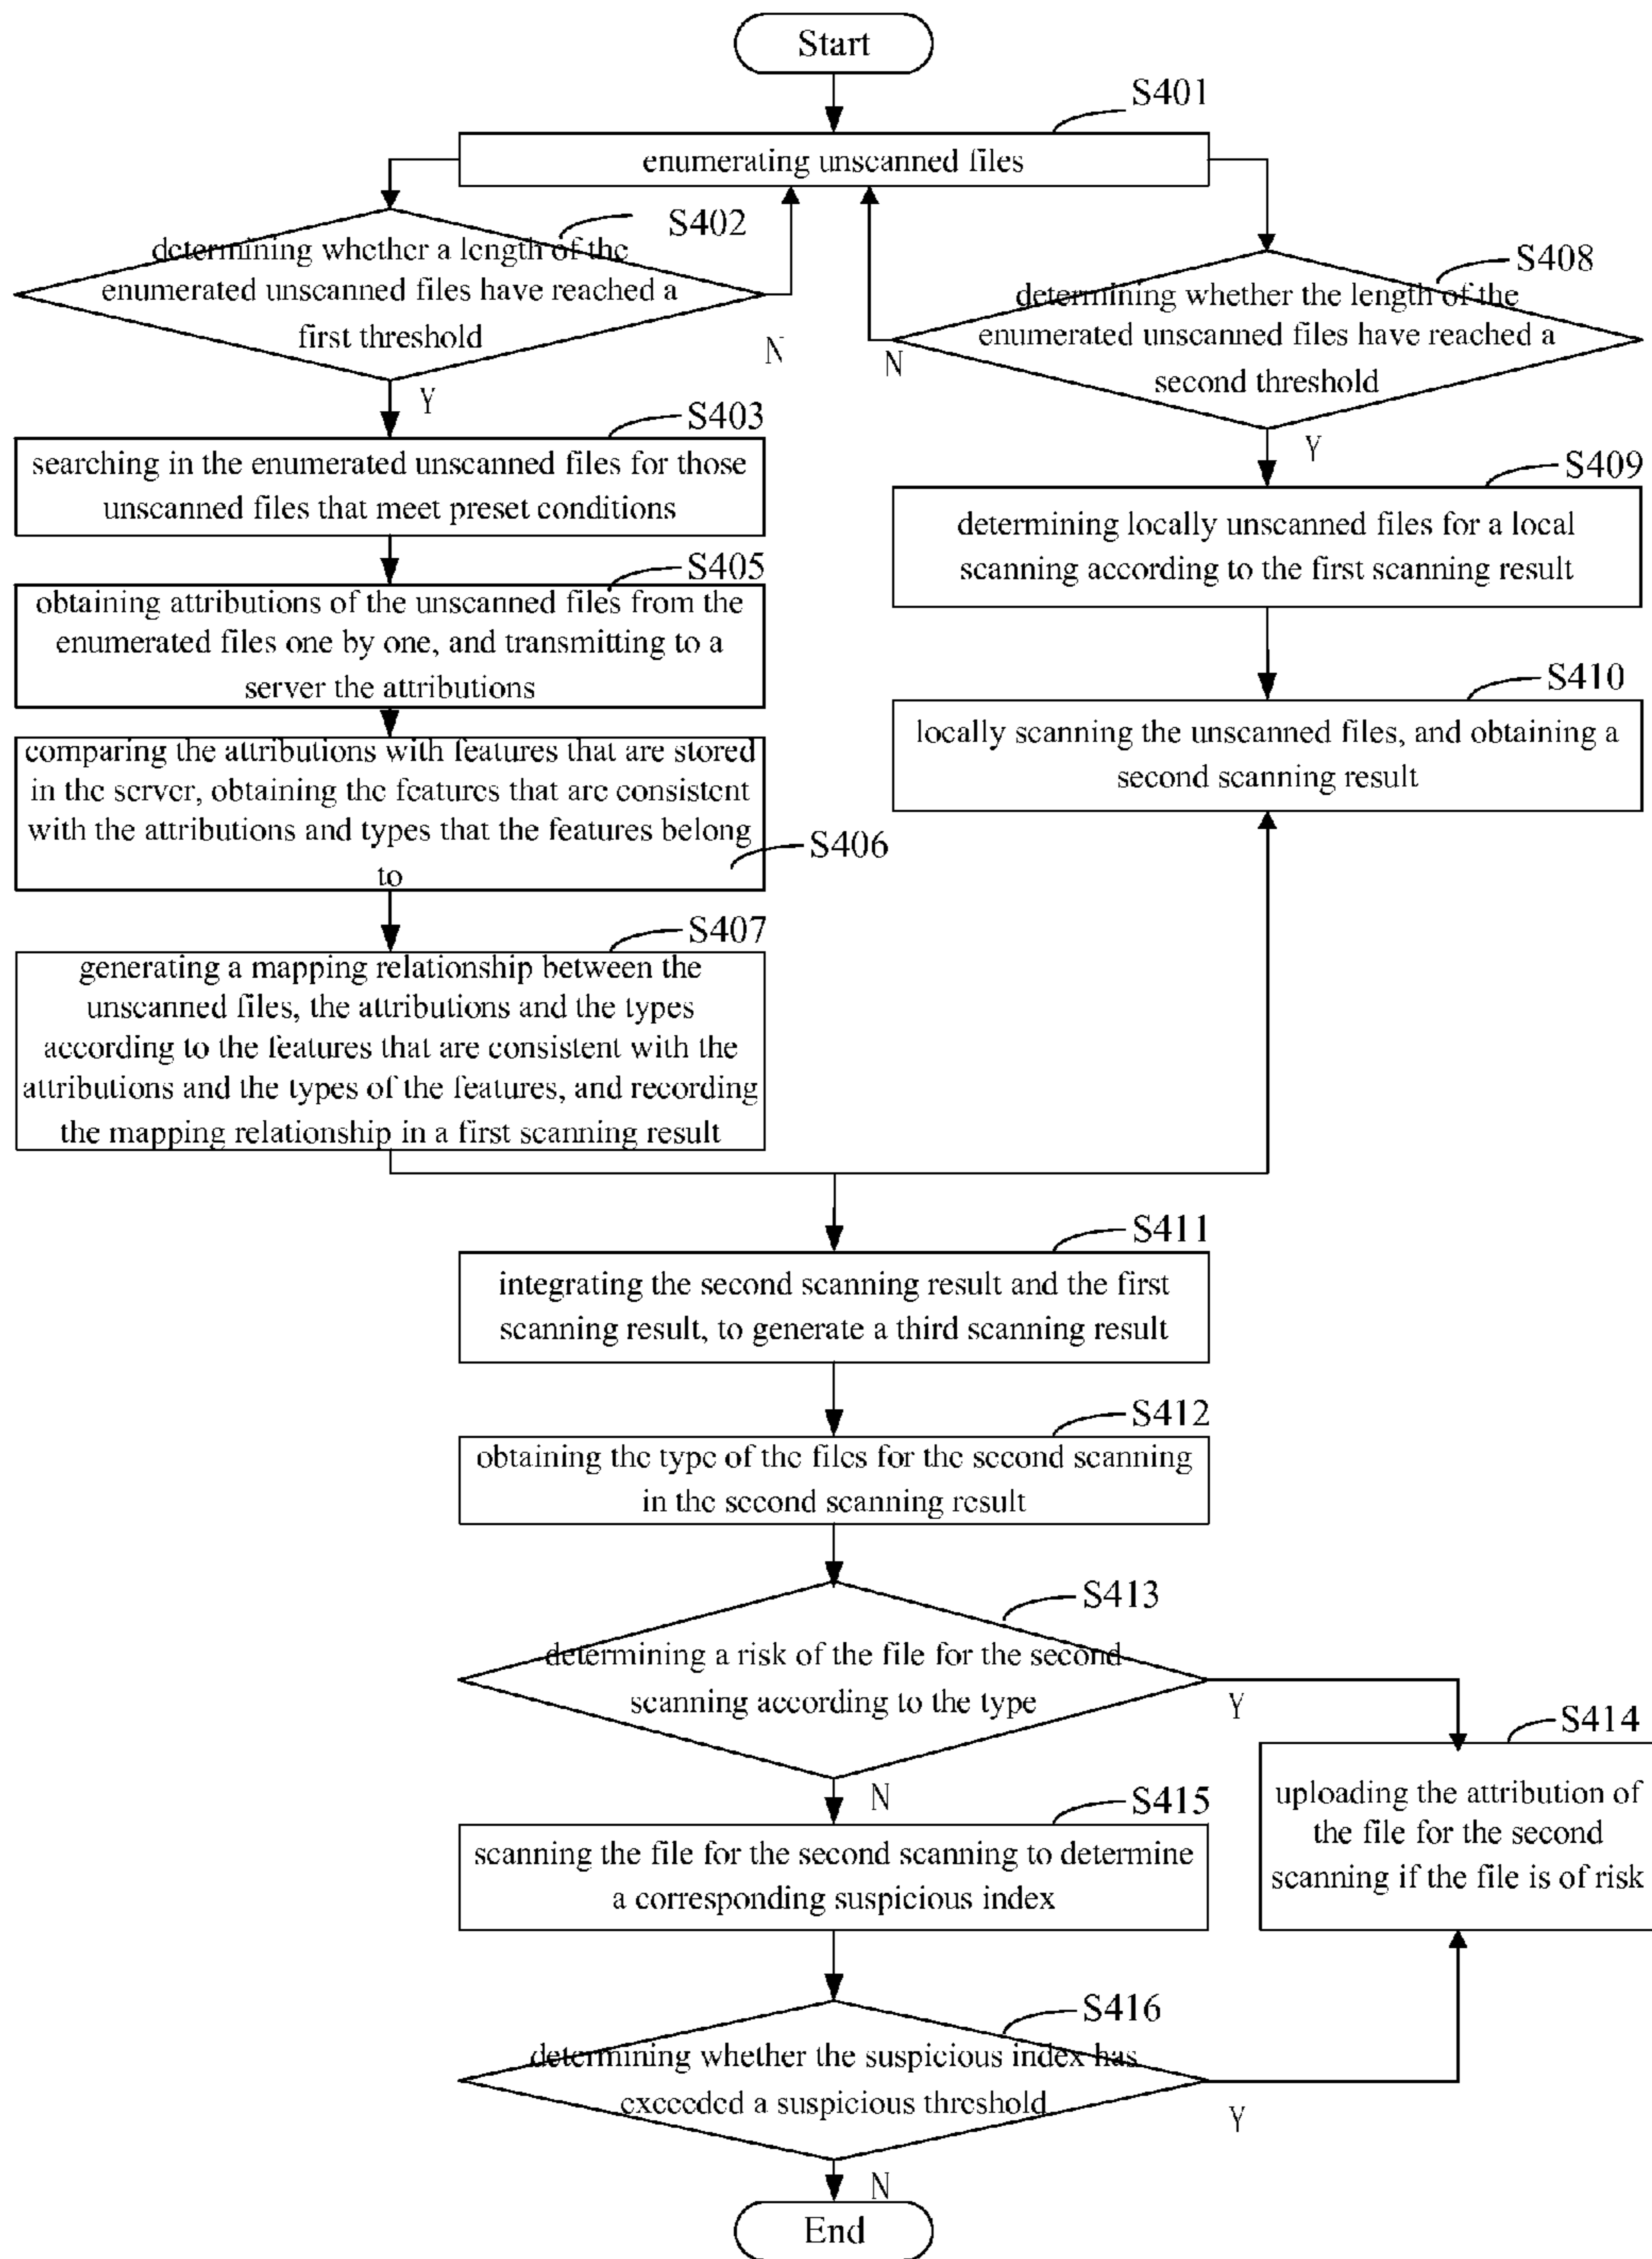 Start
S401
enumerating unscanned files
S402
determining whether a length of the
enumerated unscanned files have reached a
first threshold
N
Y
S408
determining whether the length of the
enumerated unscanned files have reached a
second threshold
N
Y
S403
searching in the enumerated unscanned files for those
unscanned files that meet preset conditions
S409
determining locally unscanned files for a local
scanning according to the first scanning result
S405
obtaining attributions of the unscanned files from the
enumerated files one by one, and transmitting to a
server the attributions
S410
locally scanning the unscanned files, and obtaining a
second scanning result
comparing the attributions with features that are stored
in the server, obtaining the features that are consistent
with the attributions and types that the features belong
to
S406
S407
generating a mapping relationship between the
unscanned files, the attributions and the types
according to the features that are consistent with the
attributions and the types of the features, and recording
the mapping relationship in a first scanning result
S411
integrating the second scanning result and the first
scanning result, to generate a third scanning result
S412
obtaining the type of the files for the second scanning
in the second scanning result
S413
determining a risk of the file for the second
scanning according to the type
Y
N
S414
uploading the attribution of
the file for the second
scanning if the file is of risk
S415
scanning the file for the second scanning to determine
a corresponding suspicious index
S416
determining whether the suspicious index has
exceeded a suspicious threshold
Y
N
End